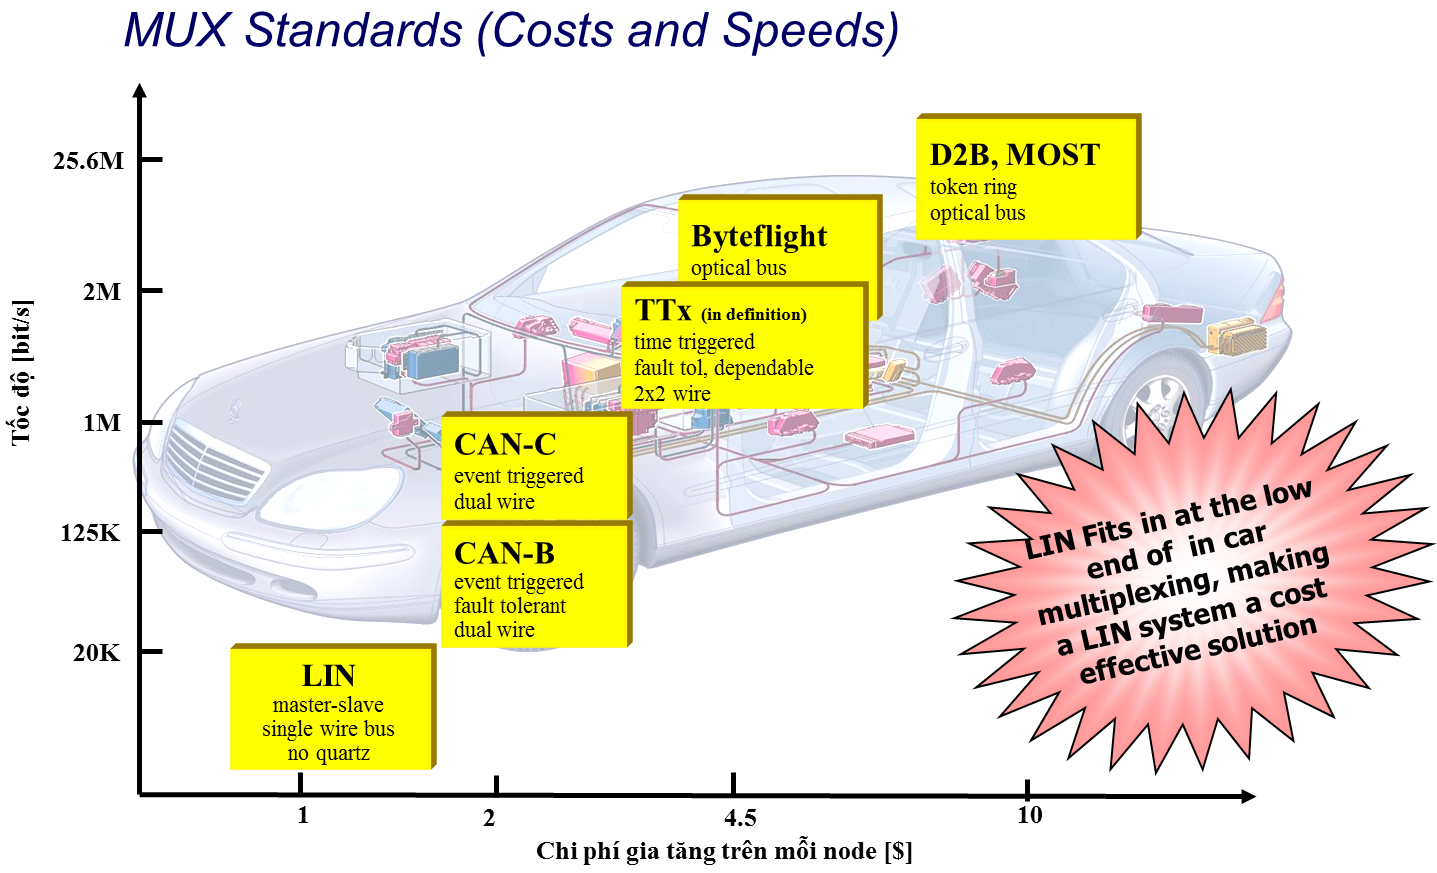 MUX Standards (Costs and Speeds)
25.6M
2M
1M
125K
20K
Tốc độ [bit/s]
D2B, MOST
token ring
optical bus
Byteflight
optical bus
TTx (in definition)
time triggered
fault tol, dependable
2x2 wire
CAN-C
event triggered
dual wire
CAN-B
event triggered
fault tolerant
dual wire
LIN
master-slave
single wire bus
no quartz
LIN Fits in at the low
end of in car
multiplexing, making
a LIN system a cost
effective solution
1
2
4.5
10
Chi phí gia tăng trên mỗi node [$]